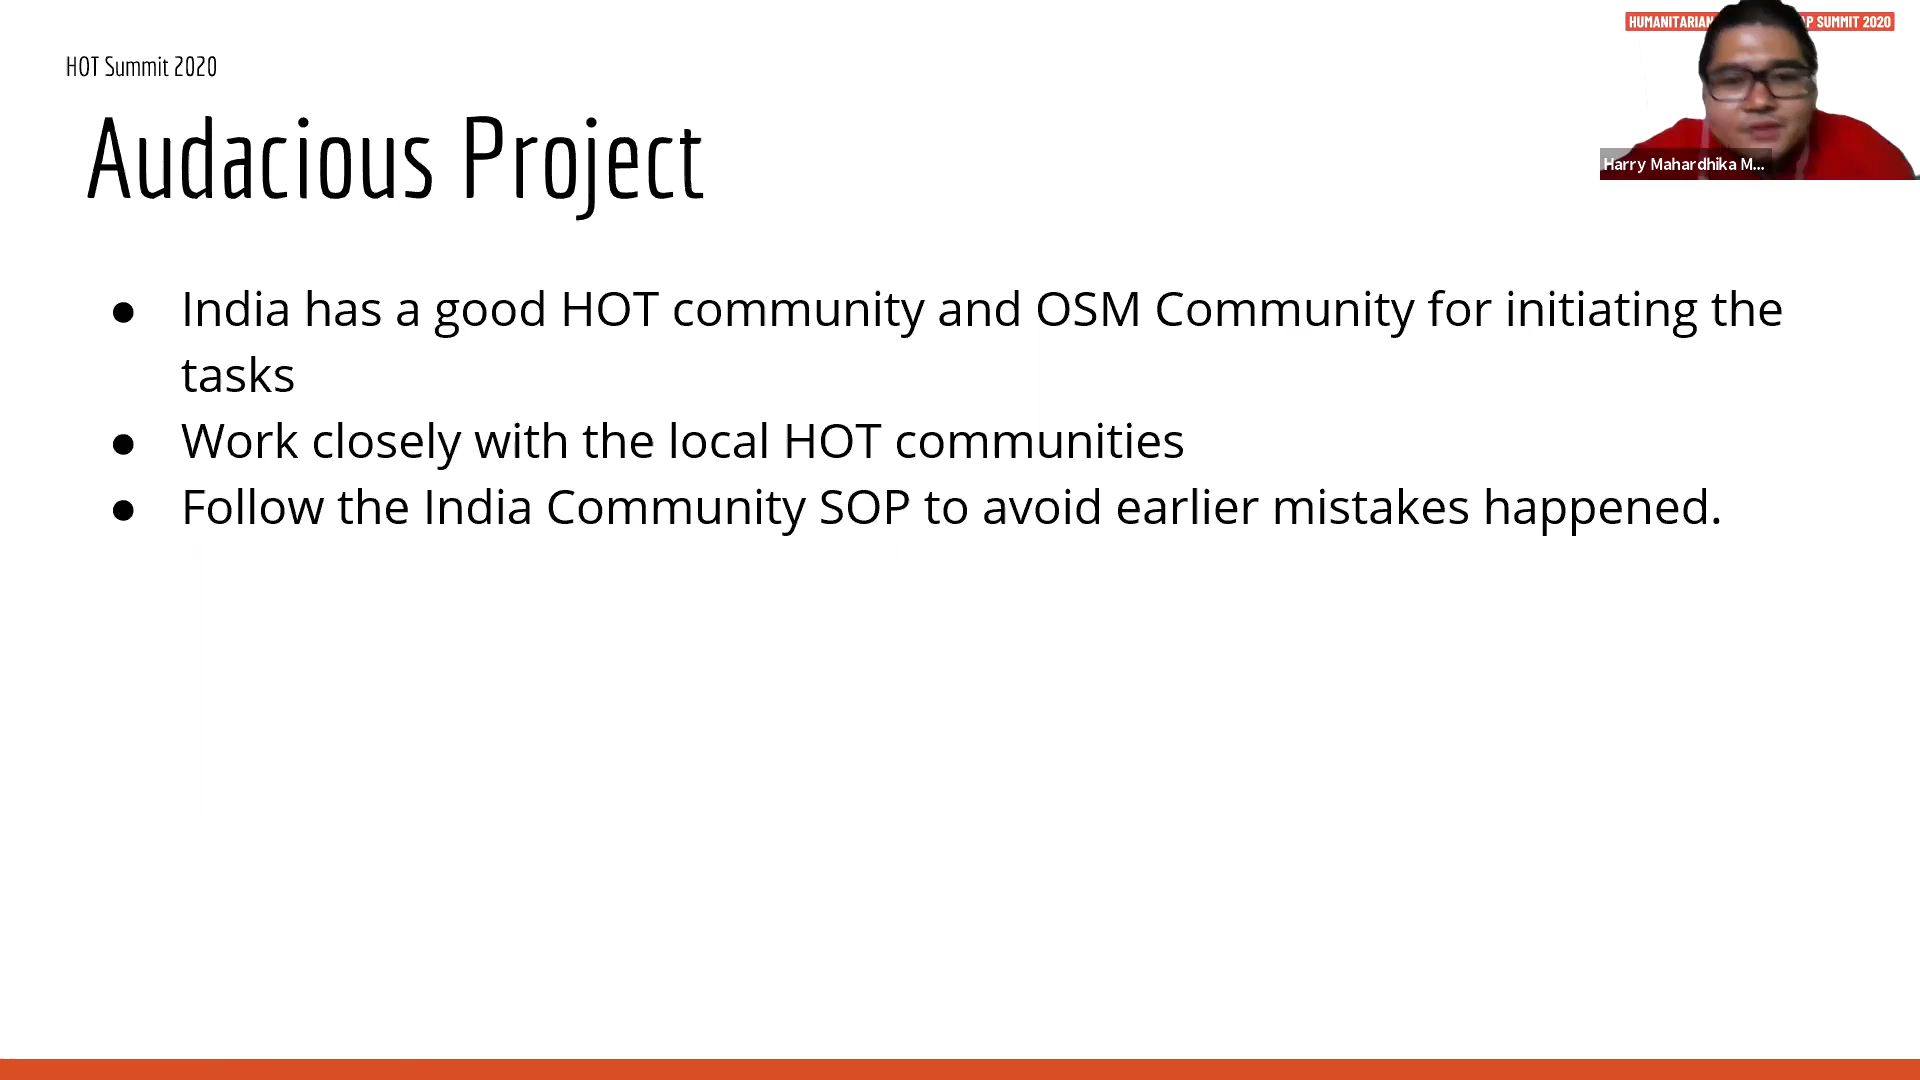 HUMANITARIAN P SUMMIT 2020
HOT Summit 2020
Audacious Project
Harry Mahardhika M...
● India has a good HOT community and OSM Community for initiating the
tasks
● Work closely with the local HOT communities
● Follow the India Community SOP to avoid earlier mistakes happened.